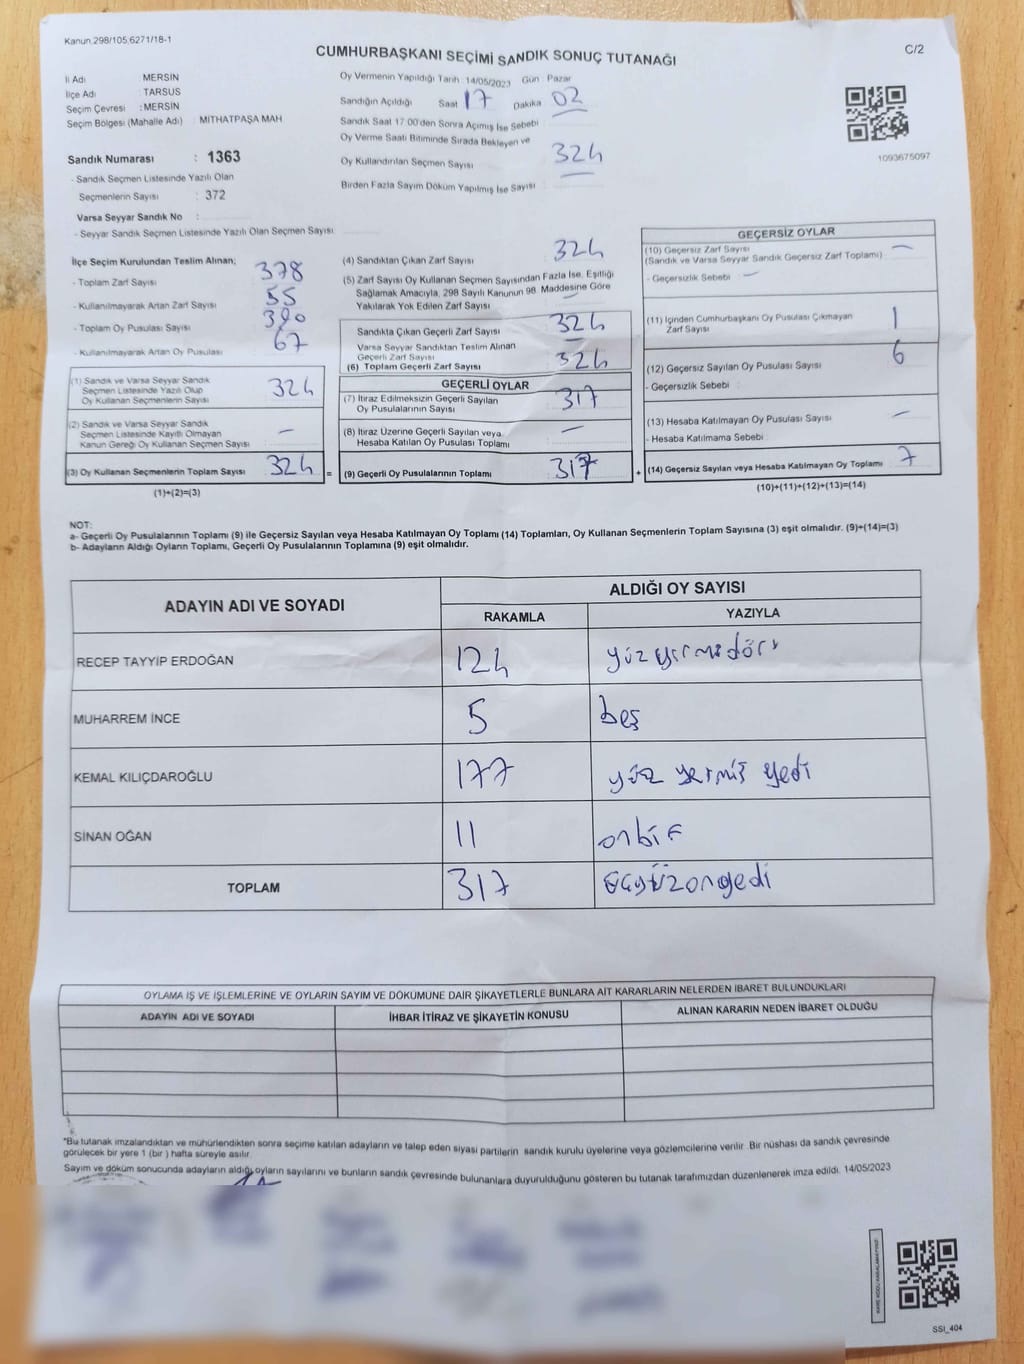 Kanun.298/105;6271/18-1
C/2
CUMHURBAŞKANI SEÇİMİ SANDIK SONUÇ TUTANAĞI
İl Adı MERSİN
İlçe Adı TARSUS
Seçim Çevresi :MERSİN
Seçim Bölgesi (Mahalle Adı) : MİTHATPAŞA MAH
Sandık Numarası : 1363
- Sandık Seçmen Listesinde Yazılı Olan
Seçmenlerin Sayısı : 372
Varsa Seyyar Sandık No :
- Seyyar Sandık Seçmen Listesinde Yazılı Olan Seçmen Sayısı
Oy Vermenin Yapıldığı Tarih : 14/05/2023 Gün : Pazar
Sandığın Açıldığı Saat 17 Dakika 02
Sandık Saat 17:00'den Sonra Açımış İse Sebebi
Oy Verme Saati Bitiminde Sırada Bekleyen ve
Oy Kullandırılan Seçmen Sayısı 324
Birden Fazla Sayım Döküm Yapılmış İse Sayısı
1093675097
İlçe Seçim Kurulundan Teslim Alınan;
- Toplam Zarf Sayısı 378
- Kullanılmayarak Artan Zarf Sayısı 55
- Toplam Oy Pusulası Sayısı 390
- Kullanılmayarak Artan Oy Pusulası 67
(1) Sandık ve Varsa Seyyar Sandık
Seçmen Listesinde Yazılı Olup
Oy Kullanan Seçmenlerin Sayısı 324
(2) Sandık ve Varsa Seyyar Sandık
Seçmen Listesinde Kayıtlı Olmayan
Kanun Gereği Oy Kullanan Seçmen Sayısı –
(3) Oy Kullanan Seçmenlerin Toplam Sayısı 324
(1)+(2)=(3)
(4) Sandıktan Çıkan Zarf Sayısı 324
(5) Zarf Sayısı Oy Kullanan Seçmen Sayısından Fazla İse, Eşitliği
Sağlamak Amacıyla, 298 Sayılı Kanunun 98. Maddesine Göre
Yakılarak Yok Edilen Zarf Sayısı –
Sandıkta Çıkan Geçerli Zarf Sayısı 324
Varsa Seyyar Sandıktan Teslim Alınan
Geçerli Zarf Sayısı
(6) Toplam Geçerli Zarf Sayısı 324
GEÇERLİ OYLAR
(7) İtiraz Edilmeksizin Geçerli Sayılan
Oy Pusulalarının Sayısı 317
(8) İtiraz Üzerine Geçerli Sayılan veya
Hesaba Katılan Oy Pusulası Toplamı –
= (9) Geçerli Oy Pusulalarının Toplamı 317 +
GEÇERSİZ OYLAR
(10) Geçersiz Zarf Sayısı –
(Sandık ve Varsa Seyyar Sandık Geçersiz Zarf Toplamı)
- Geçersizlik Sebebi : –
(11) İçinden Cumhurbaşkanı Oy Pusulası Çıkmayan
Zarf Sayısı 1
(12) Geçersiz Sayılan Oy Pusulası Sayısı 6
- Geçersizlik Sebebi :
(13) Hesaba Katılmayan Oy Pusulası Sayısı –
- Hesaba Katılmama Sebebi :
(14) Geçersiz Sayılan veya Hesaba Katılmayan Oy Toplamı 7
(10)+(11)+(12)+(13)=(14)
NOT:
a- Geçerli Oy Pusulalarının Toplamı (9) ile Geçersiz Sayılan veya Hesaba Katılmayan Oy Toplamı (14) Toplamları, Oy Kullanan Seçmenlerin Toplam Sayısına (3) eşit olmalıdır. (9)+(14)=(3)
b- Adayların Aldığı Oyların Toplamı, Geçerli Oy Pusulalarının Toplamına (9) eşit olmalıdır.
ADAYIN ADI VE SOYADI
ALDIĞI OY SAYISI
RAKAMLA YAZIYLA
RECEP TAYYİP ERDOĞAN 124 yüz yirmi dört
MUHARREM İNCE 5 beş
KEMAL KILIÇDAROĞLU 177 yüz yermiş yedi
SİNAN OĞAN 11 onbir
TOPLAM 317 üçyüzonyedi
OYLAMA İŞ VE İŞLEMLERİNE VE OYLARIN SAYIM VE DÖKÜMÜNE DAİR ŞİKAYETLERLE BUNLARA AİT KARARLARIN NELERDEN İBARET BULUNDUKLARI
ADAYIN ADI VE SOYADI İHBAR İTİRAZ VE ŞİKAYETİN KONUSU ALINAN KARARIN NEDEN İBARET OLDUĞU
*Bu tutanak imzalandıktan ve mühürlendikten sonra seçime katılan adayların ve talep eden siyasi partilerin sandık kurulu üyelerine veya gözlemcilerine verilir. Bir nüshası da sandık çevresinde
görülecek bir yere 1 (bir) hafta süreyle asılır.
Sayım ve döküm sonucunda adayların aldığı oyların sayılarını ve bunların sandık çevresinde bulunanlara duyurulduğunu gösteren bu tutanak tarafımızdan düzenlenerek imza edildi. 14/05/2023
SSI_404